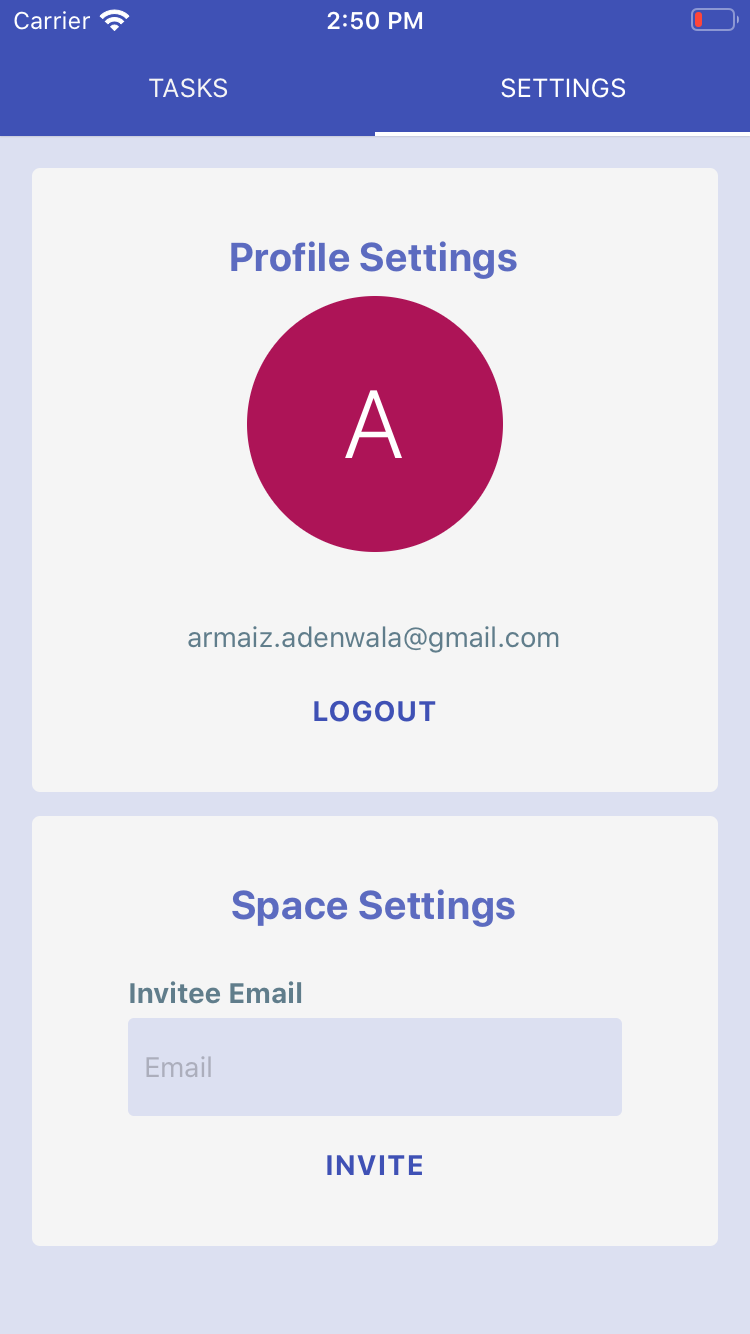 Carrier 2:50 PM
TASKS SETTINGS
Profile Settings
A
armaiz.adenwala@gmail.com
LOGOUT
Space Settings
Invitee Email
Email
INVITE